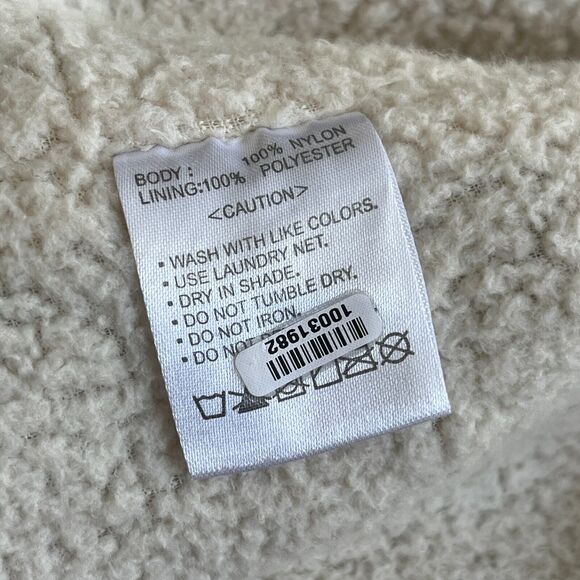 BODY : 100% NYLON
LINING:100% POLYESTER
<CAUTION>
• WASH WITH LIKE COLORS.
• USE LAUNDRY NET.
• DRY IN SHADE.
• DO NOT TUMBLE DRY.
• DO NOT IRON.
• DO NOT
10031982